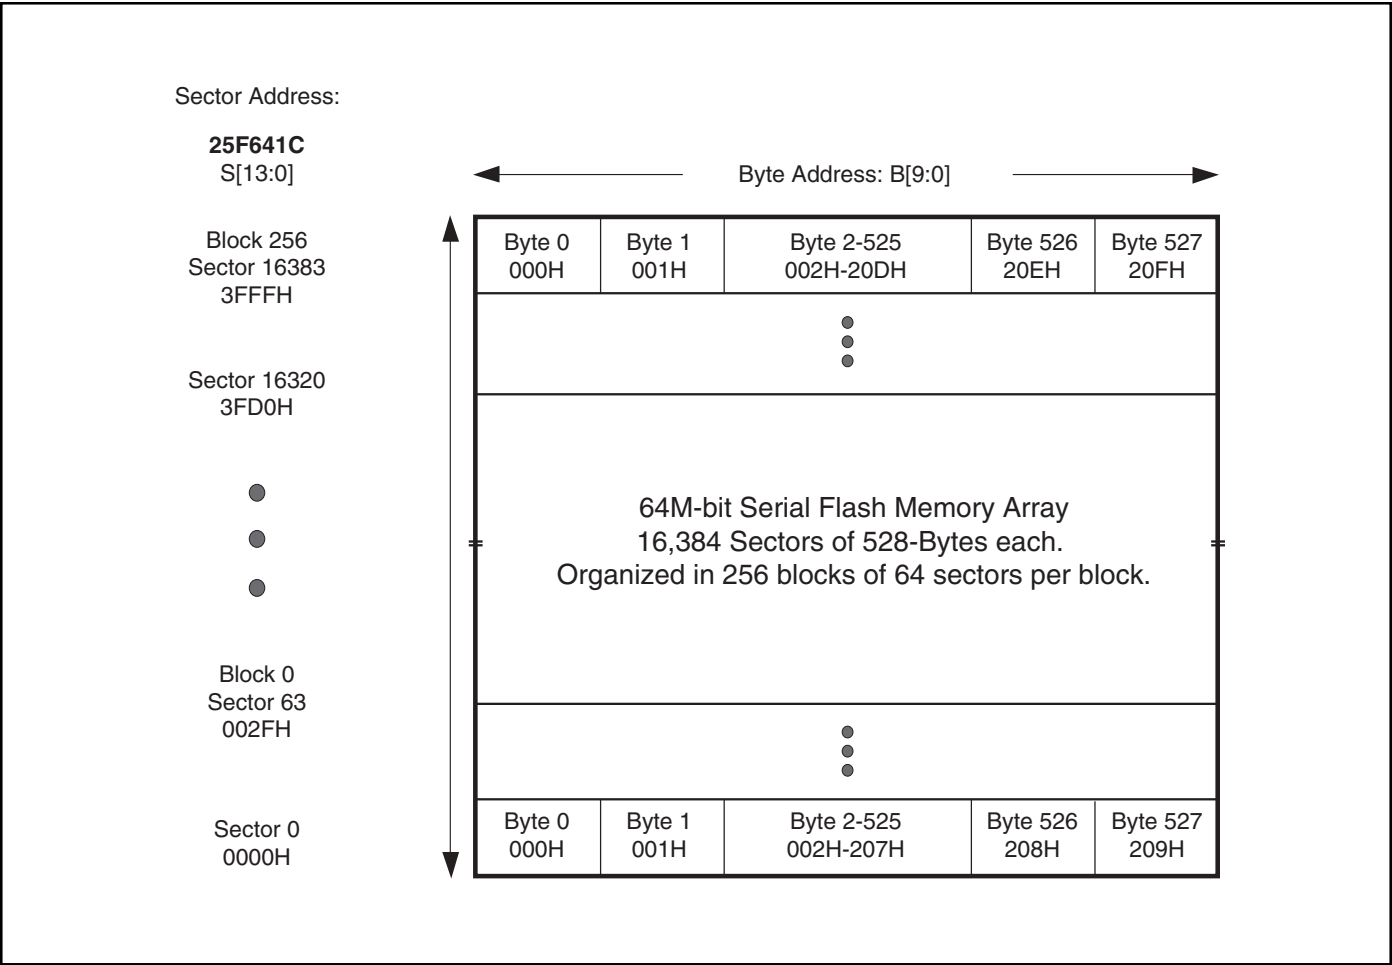 Sector Address:
25F641C
S[13:0]
Byte Address: B[9:0]
Block 256
Sector 16383
3FFFH
Byte 0
000H
Byte 1
001H
Byte 2-525
002H-20DH
Byte 526
20EH
Byte 527
20FH
Sector 16320
3FD0H
64M-bit Serial Flash Memory Array
16,384 Sectors of 528-Bytes each.
Organized in 256 blocks of 64 sectors per block.
Block 0
Sector 63
002FH
Sector 0
0000H
Byte 0
000H
Byte 1
001H
Byte 2-525
002H-207H
Byte 526
208H
Byte 527
209H